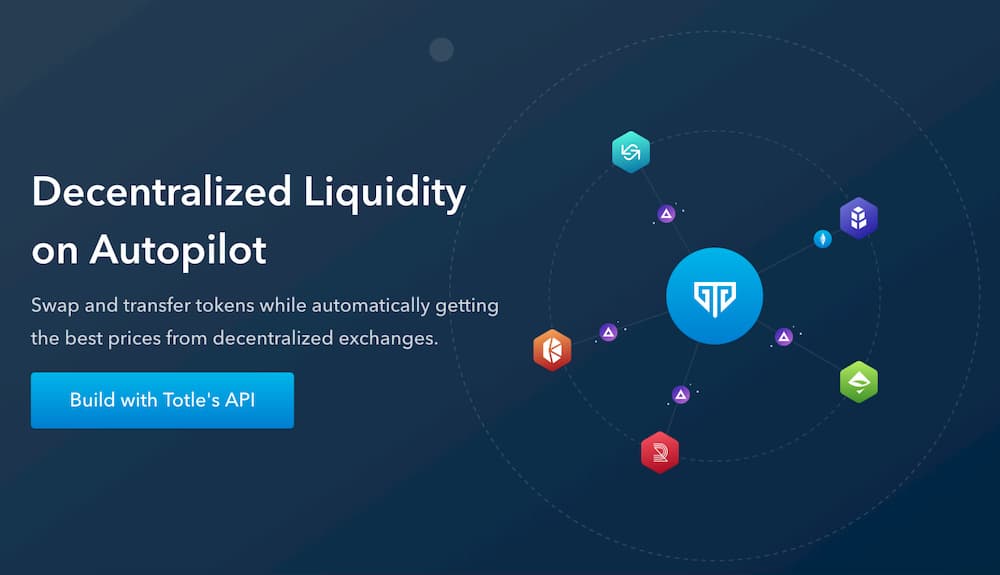 Decentralized Liquidity
on Autopilot
Swap and transfer tokens while automatically getting
the best prices from decentralized exchanges.
Build with Totle's API